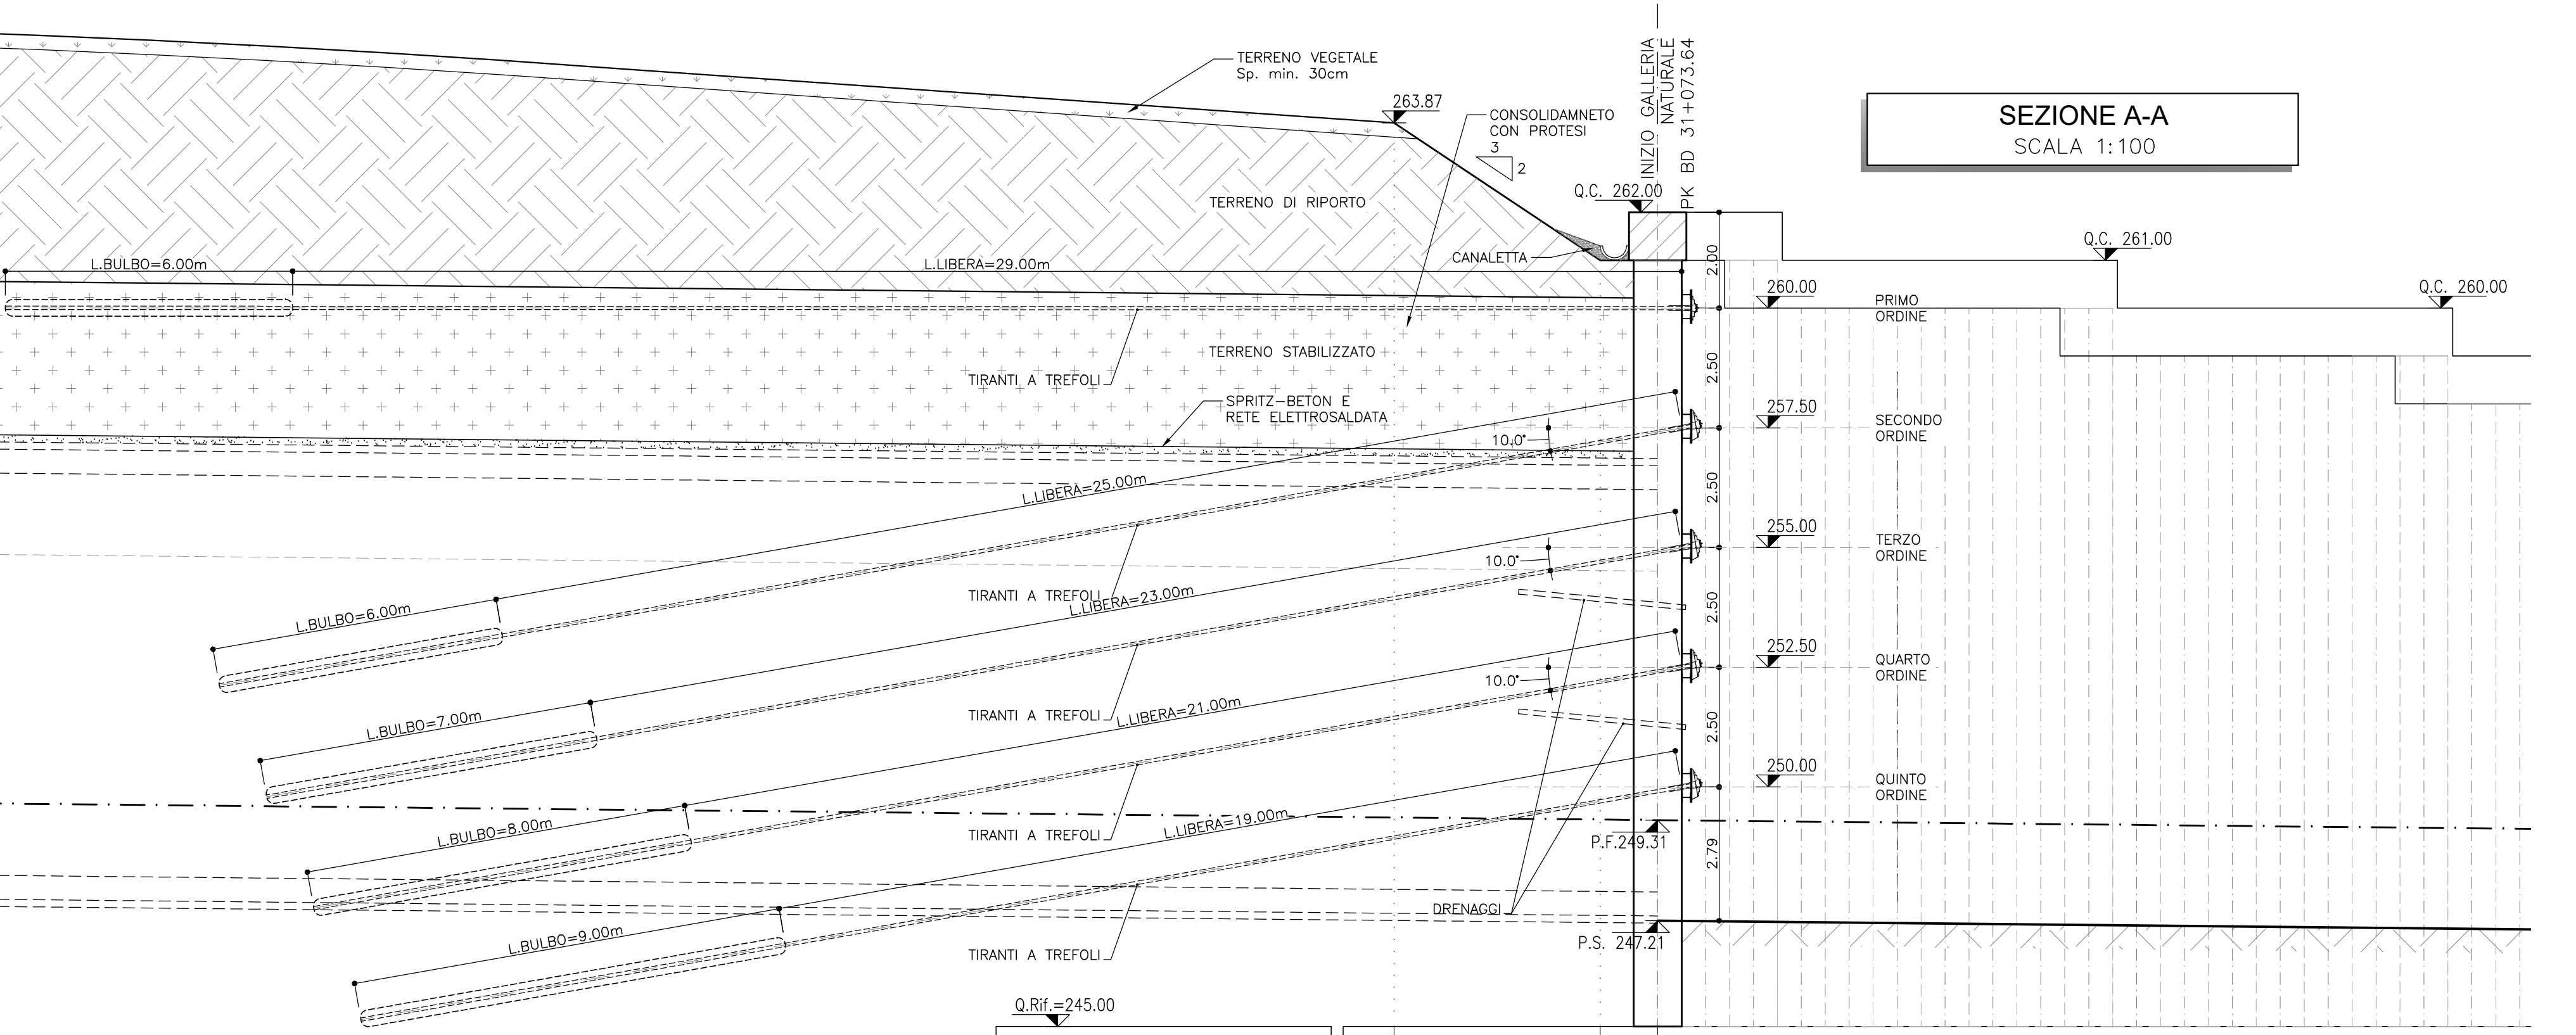 TERRENO VEGETALE
Sp. min. 30cm
263.87
CONSOLIDAMNETO
CON PROTESI
3
2
INIZIO GALLERIA
NATURALE
PK BD 31+073.64
SEZIONE A-A
SCALA 1:100
TERRENO DI RIPORTO
Q.C. 262.00
Q.C. 261.00
Q.C. 260.00
CANALETTA
L.BULBO=6.00m
L.LIBERA=29.00m
2.00
260.00
PRIMO
ORDINE
TERRENO STABILIZZATO
TIRANTI A TREFOLI
2.50
SPRITZ-BETON E
RETE ELETTROSALDATA
257.50
SECONDO
ORDINE
10.0°
L.LIBERA=25.00m
2.50
255.00
TERZO
ORDINE
10.0°
TIRANTI A TREFOLI
L.LIBERA=23.00m
L.BULBO=6.00m
2.50
252.50
QUARTO
ORDINE
10.0°
TIRANTI A TREFOLI
L.LIBERA=21.00m
L.BULBO=7.00m
2.50
250.00
QUINTO
ORDINE
TIRANTI A TREFOLI
L.LIBERA=19.00m
L.BULBO=8.00m
P.F.249.31
2.79
DRENAGGI
L.BULBO=9.00m
P.S. 247.21
TIRANTI A TREFOLI
Q.Rif.=245.00